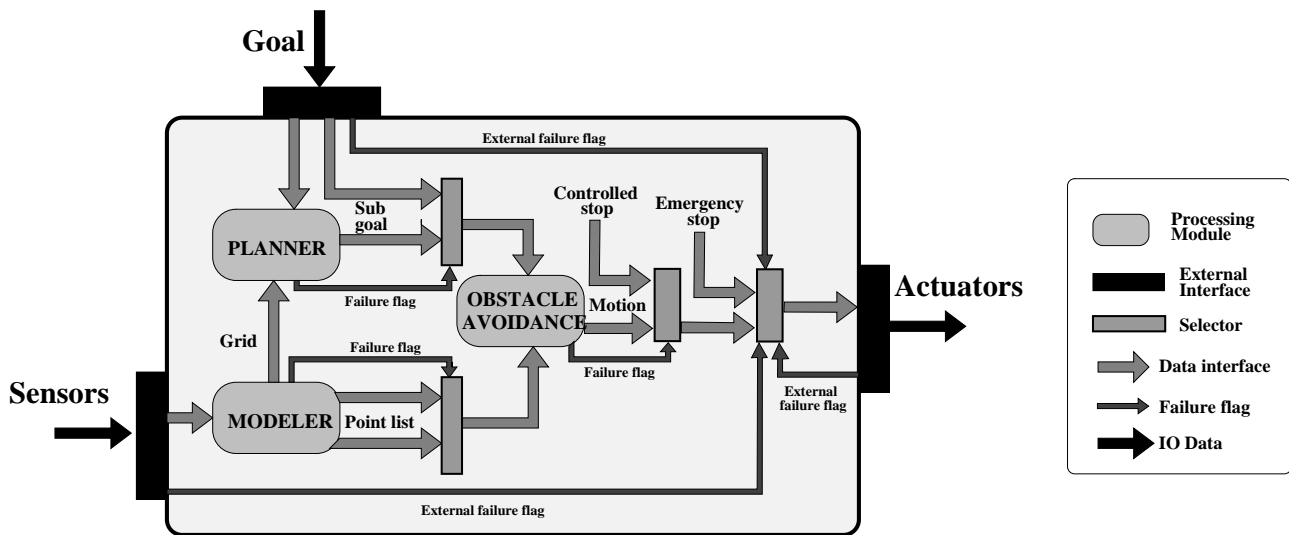 Goal
External failure flag
Controlled
stop
Emergency
stop
Sub
goal
PLANNER
Failure flag
OBSTACLE
AVOIDANCE
Motion
Actuators
Grid
Failure flag
Failure flag
External
failure flag
Sensors
MODELER
Point list
External failure flag
Processing
Module
External
Interface
Selector
Data interface
Failure flag
IO Data